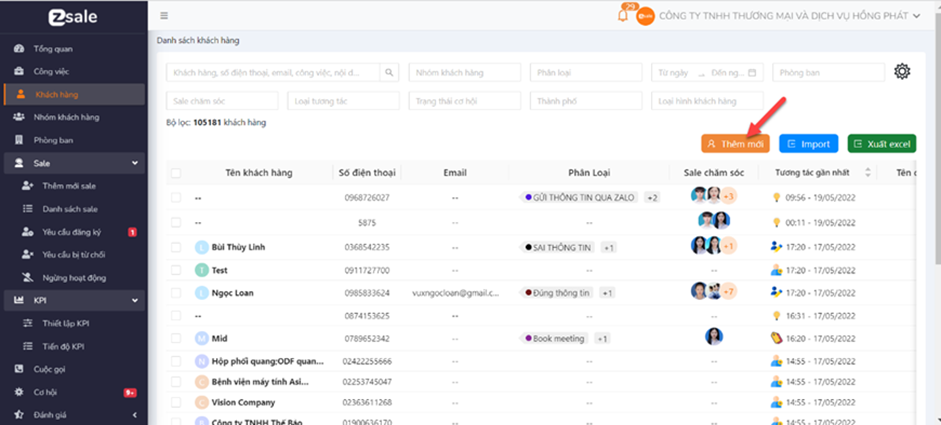 zsale
29
zsale
CÔNG TY TNHH THƯƠNG MẠI VÀ DỊCH VỤ HỒNG PHÁT
Tổng quan
Công việc
Khách hàng
Nhóm khách hàng
Phòng ban
Sale
Thêm mới sale
Danh sách sale
Yêu cầu đăng ký 1
Yêu cầu bị từ chối
Ngừng hoạt động
KPI
Thiết lập KPI
Tiến độ KPI
Cuộc gọi
Cơ hội 9+
Đánh giá
Danh sách khách hàng
Khách hàng, số điện thoại, email, công việc, nội d... Nhóm khách hàng Phân loại Từ ngày → Đến ng... Phòng ban
Sale chăm sóc Loại tương tác Trạng thái cơ hội Thành phố Loại hình khách hàng
Bộ lọc: 105181 khách hàng
Thêm mới Import Xuất excel
Tên khách hàng Số điện thoại Email Phân Loại Sale chăm sóc Tương tác gần nhất Tên c
-- 0968726027 -- GỬI THÔNG TIN QUA ZALO +2 +3 09:56 - 19/05/2022
-- 5875 -- -- 00:11 - 19/05/2022
Bùi Thùy Linh 0368542235 -- SAI THÔNG TIN +1 +1 17:20 - 17/05/2022
T Test 0911727700 -- -- -- 17:20 - 17/05/2022
Ngọc Loan 0985833624 vuxngocloan@gmail.c... Đúng thông tin +1 +7 17:20 - 17/05/2022
-- 0874153625 -- -- -- 16:31 - 17/05/2022
M Mid 0789652342 -- Book meeting +1 16:20 - 17/05/2022
N Hộp phối quang;ODF quan... 02422255666 -- -- -- 14:55 - 17/05/2022
C Bệnh viện máy tính Asi... 02253745047 -- -- -- 14:55 - 17/05/2022
C Vision Company 02363611268 -- -- -- 14:55 - 17/05/2022
Công ty TNHH Thế Bảo 01900636170 -- -- -- 14:55 - 17/05/2022